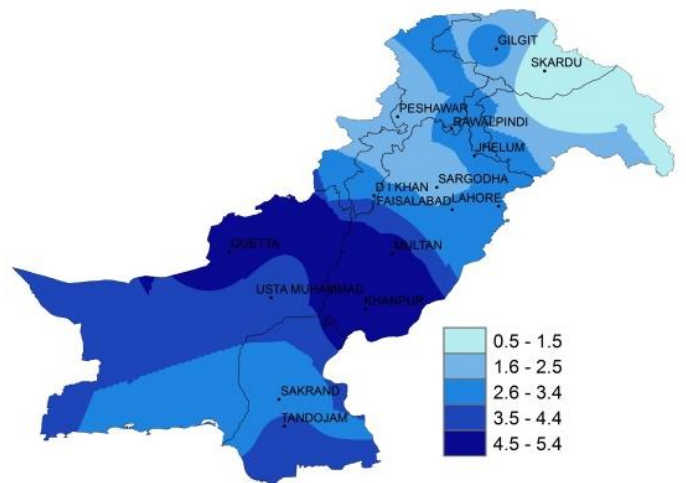 GILGIT
SKARDU
PESHAWAR
RAWALPINDI
JHELUM
SARGODHA
D I KHAN
FAISALABAD
LAHORE
QUETTA
MULTAN
USTA MUHAMMAD
KHANPUR
SAKRAND
TANDOJAM
0.5 - 1.5
1.6 - 2.5
2.6 - 3.4
3.5 - 4.4
4.5 - 5.4